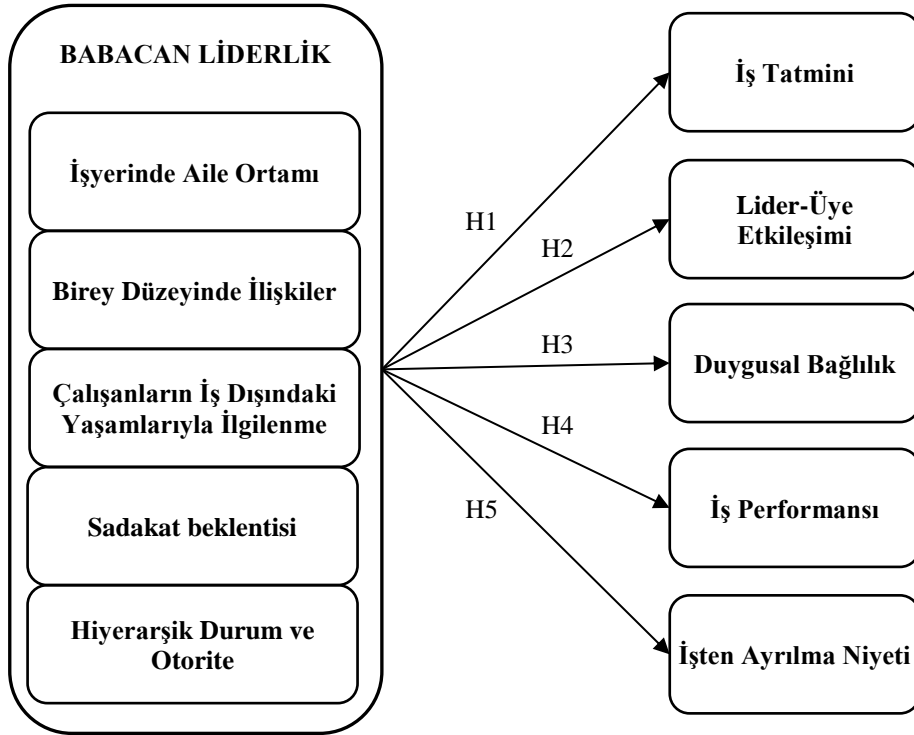 BABACAN LİDERLİK
İşyerinde Aile Ortamı
Birey Düzeyinde İlişkiler
Çalışanların İş Dışındaki
Yaşamlarıyla İlgilenme
Sadakat beklentisi
Hiyerarşik Durum ve
Otorite
H1
H2
H3
H4
H5
İş Tatmini
Lider-Üye
Etkileşimi
Duygusal Bağlılık
İş Performansı
İşten Ayrılma Niyeti